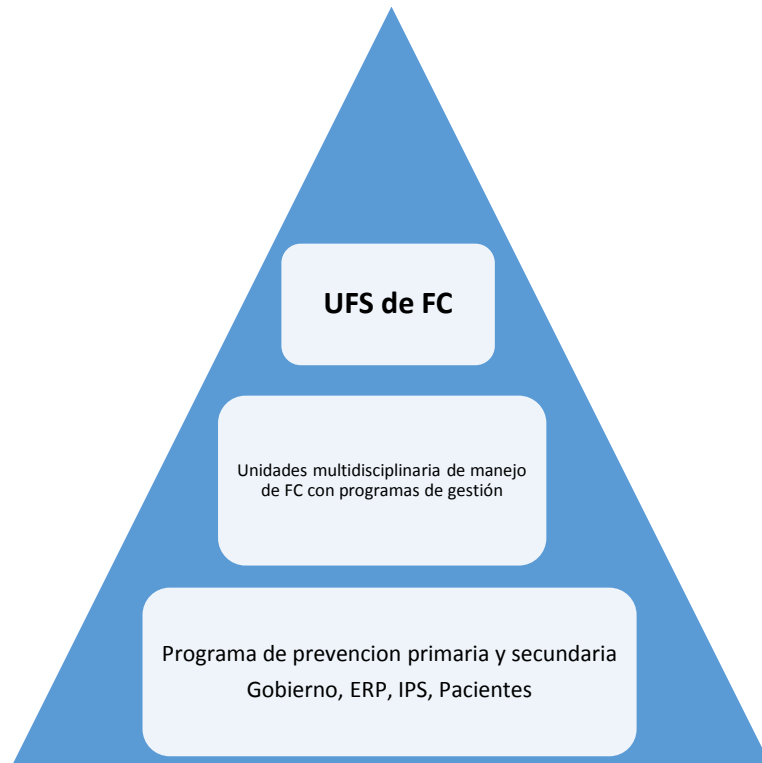 UFS de FC
Unidades multidisciplinaria de manejo
de FC con programas de gestión
Programa de prevencion primaria y secundaria
Gobierno, ERP, IPS, Pacientes